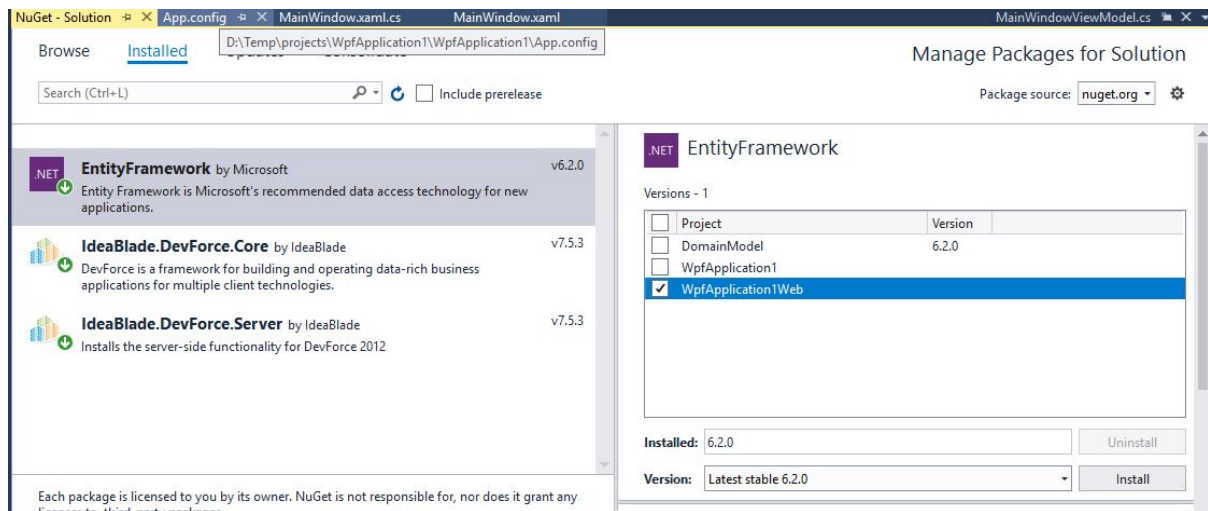 NuGet - Solution App.config MainWindow.xaml.cs MainWindow.xaml MainWindowViewModel.cs
D:\Temp\projects\WpfApplication1\WpfApplication1\App.config
Browse Installed
Manage Packages for Solution
Search (Ctrl+L) Include prerelease
Package source: nuget.org
.NET
EntityFramework by Microsoft v6.2.0
Entity Framework is Microsoft's recommended data access technology for new
applications.
IdeaBlade.DevForce.Core by IdeaBlade v7.5.3
DevForce is a framework for building and operating data-rich business
applications for multiple client technologies.
IdeaBlade.DevForce.Server by IdeaBlade v7.5.3
Installs the server-side functionality for DevForce 2012
Each package is licensed to you by its owner. NuGet is not responsible for, nor does it grant any
.NET EntityFramework
Versions - 1
Project Version
DomainModel 6.2.0
WpfApplication1
WpfApplication1Web
Installed: 6.2.0 Uninstall
Version: Latest stable 6.2.0 Install